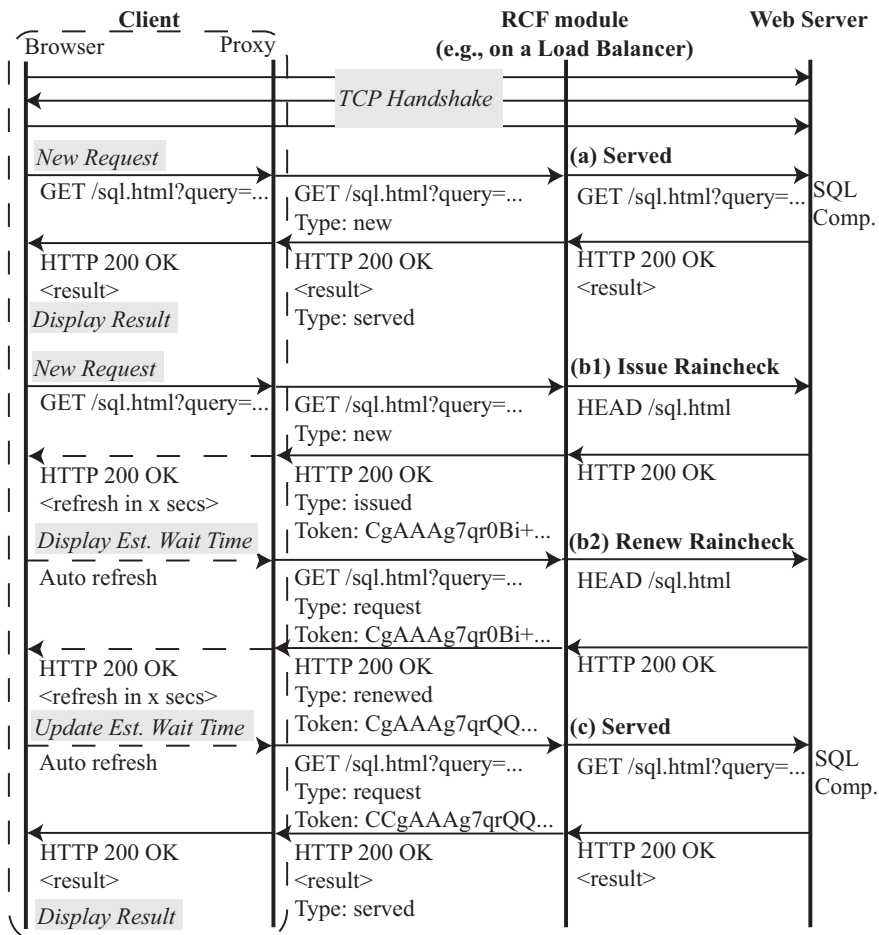 Client
RCF module
(e.g., on a Load Balancer)
Web Server
Browser
Proxy
TCP Handshake
New Request
(a) Served
GET /sql.html?query=...
GET /sql.html?query=...
Type: new
GET /sql.html?query=...
SQL
Comp.
HTTP 200 OK
<result>
HTTP 200 OK
<result>
Type: served
HTTP 200 OK
<result>
Display Result
New Request
(b1) Issue Raincheck
GET /sql.html?query=...
GET /sql.html?query=...
Type: new
HEAD /sql.html
HTTP 200 OK
<refresh in x secs>
HTTP 200 OK
Type: issued
Token: CgAAAg7qr0Bi+...
HTTP 200 OK
Display Est. Wait Time
(b2) Renew Raincheck
Auto refresh
GET /sql.html?query=...
Type: request
Token: CgAAAg7qr0Bi+...
HEAD /sql.html
HTTP 200 OK
<refresh in x secs>
HTTP 200 OK
Type: renewed
Token: CgAAAg7qrQQ...
HTTP 200 OK
Update Est. Wait Time
(c) Served
Auto refresh
GET /sql.html?query=...
Type: request
Token: CCgAAAg7qrQQ...
GET /sql.html?query=...
SQL
Comp.
HTTP 200 OK
<result>
HTTP 200 OK
<result>
Type: served
HTTP 200 OK
<result>
Display Result